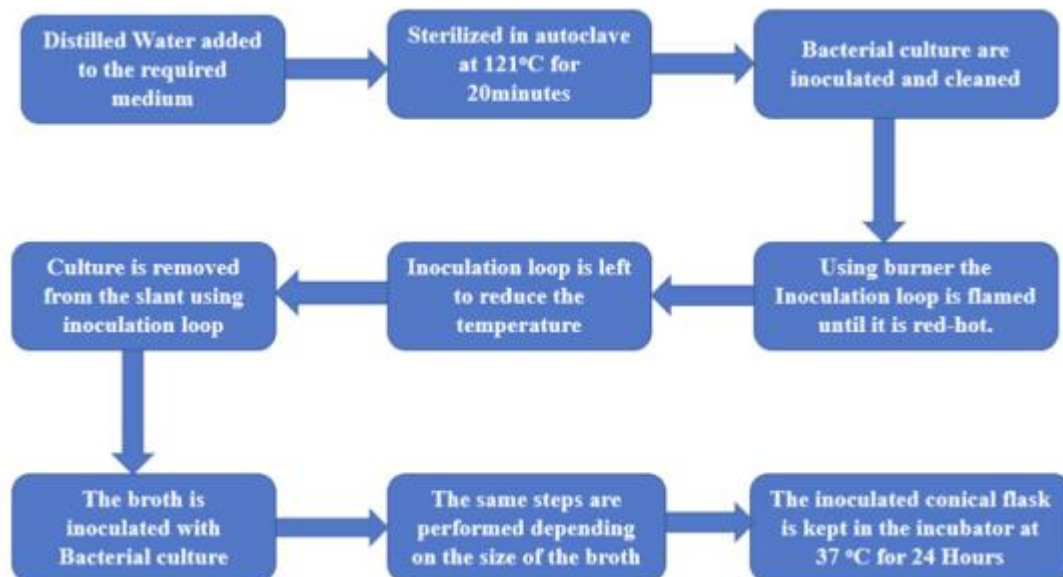 Distilled Water added
to the required
medium
Sterilized in autoclave
at 121°C for
20minutes
Bacterial culture are
inoculated and cleaned
Using burner the
Inoculation loop is flamed
until it is red-hot.
Inoculation loop is left
to reduce the
temperature
Culture is removed
from the slant using
inoculation loop
The broth is
inoculated with
Bacterial culture
The same steps are
performed depending
on the size of the broth
The inoculated conical flask
is kept in the incubator at
37 °C for 24 Hours